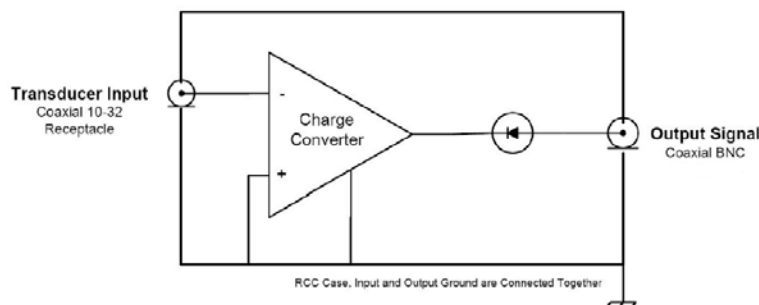 Transducer Input
Coaxial 10-32
Receptacle
-
Charge
Converter
+
Output Signal
Coaxial BNC
RCC Case, Input and Output Ground are Connected Together